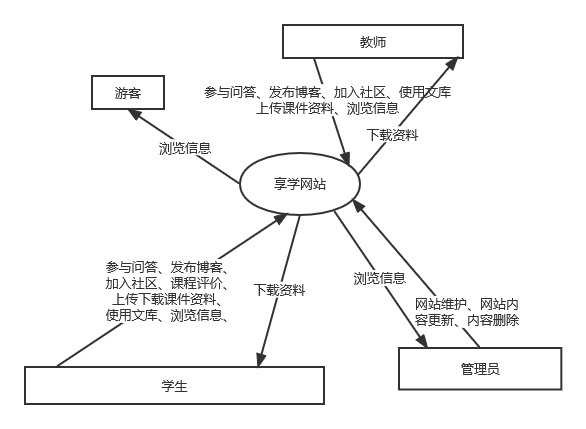 教师
参与问答、发布博客、加入社区、使用文库
上传课件资料、浏览信息
游客
下载资料
浏览信息
享学网站
参与问答、发布博客、
加入社区、课程评价、
上传下载课件资料、
使用文库、浏览信息、
下载资料
浏览信息
网站维护、网站内
容更新、内容删除
管理员
学生